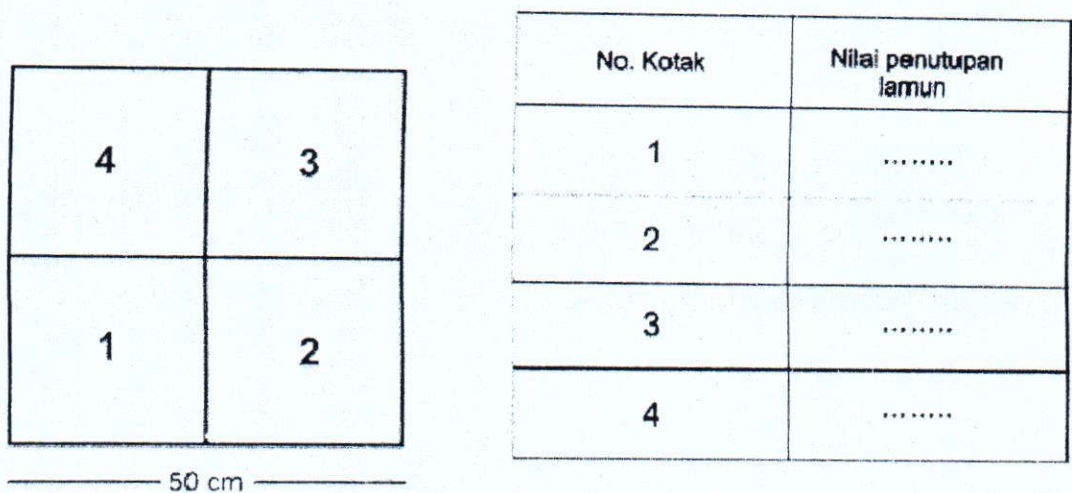 4 3
1 2
50 cm
No. Kotak Nilai penutupan
lamun
1 ........
2 ........
3 ........
4 ........